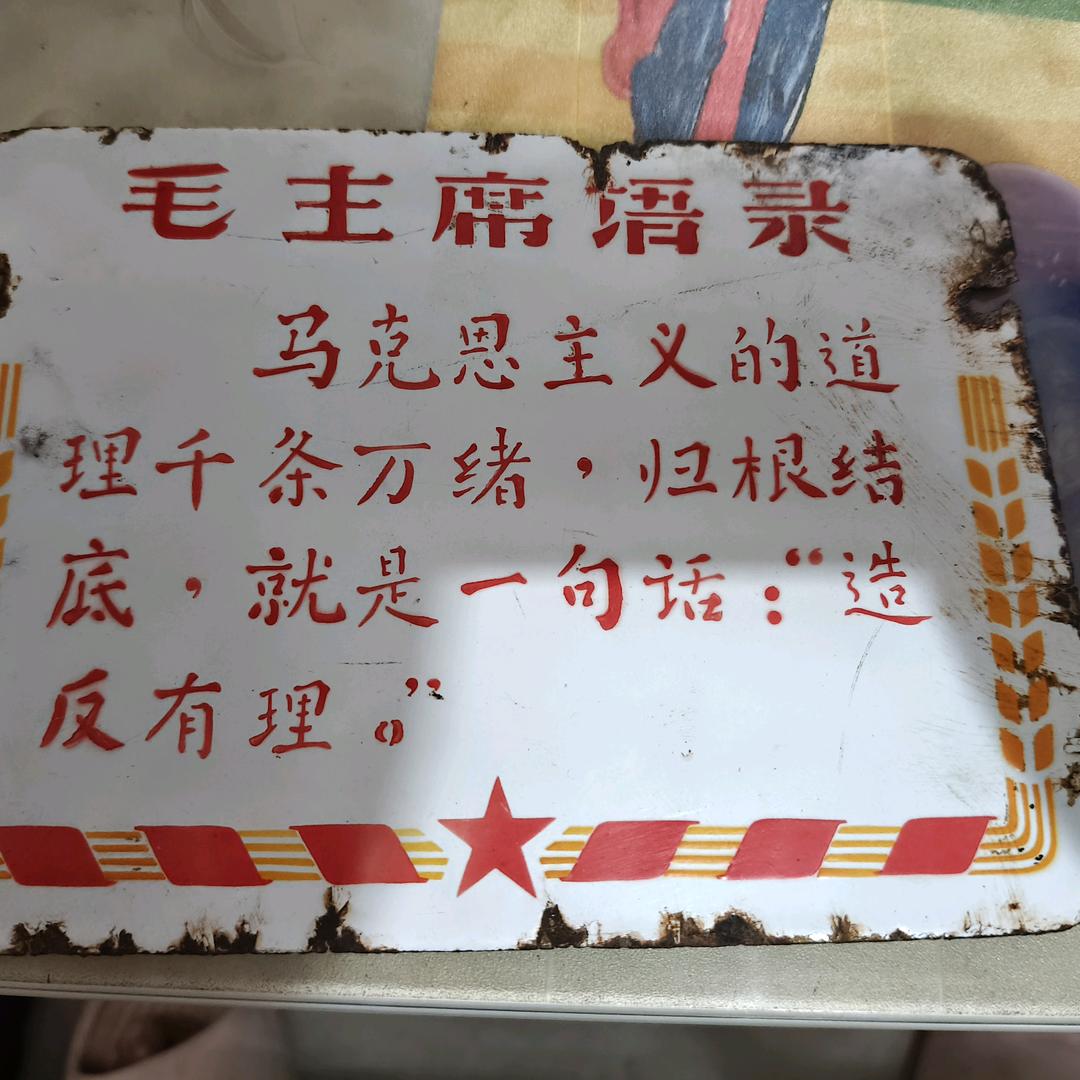 毛主席语录
马克思主义的道
理千条万绪，归根结
底，就是一句话：“造
反有理。”